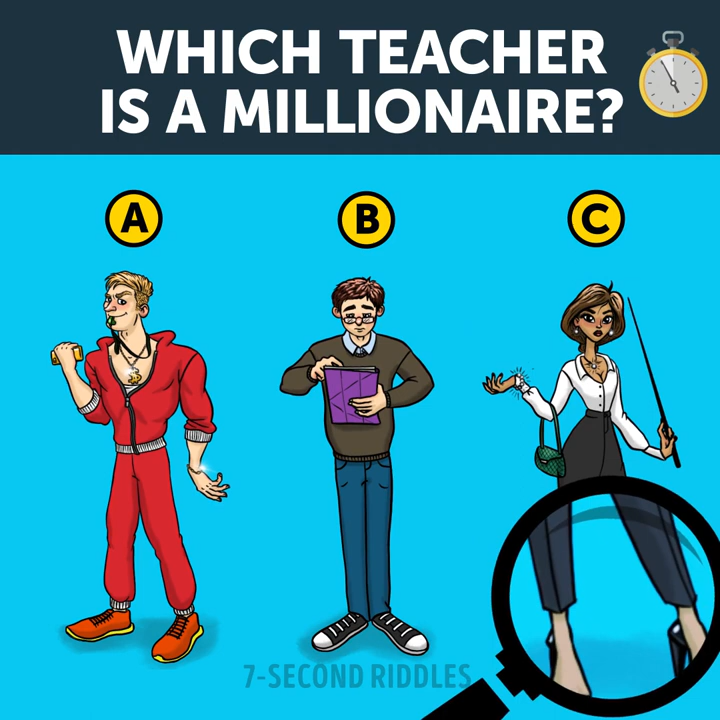 WHICH TEACHER
IS A MILLIONAIRE?
A
B
C
7-SECOND RIDDLES